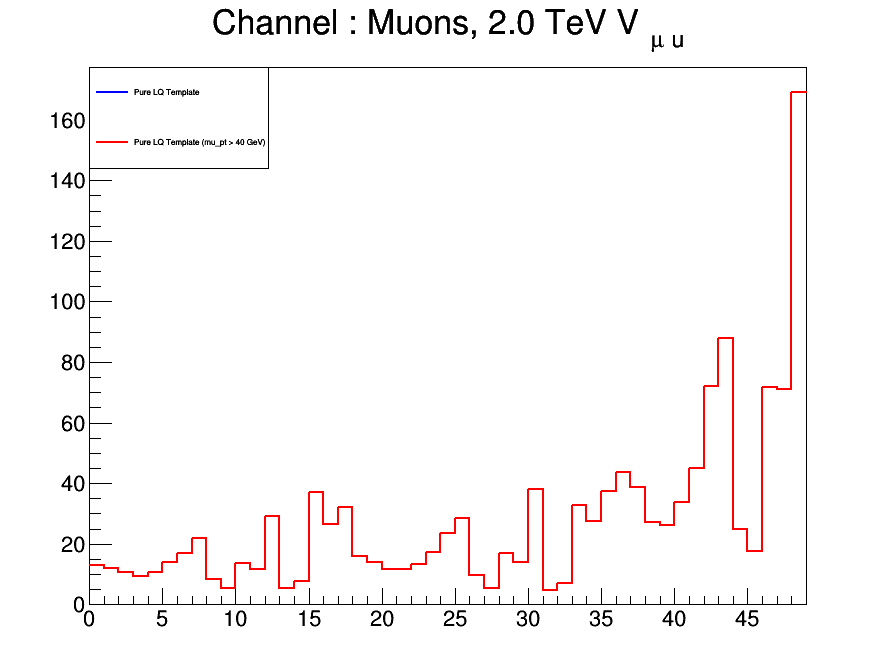 Channel : Muons, 2.0 TeV V μ u
Pure LQ Template
Pure LQ Template (mu_pt > 40 GeV)
160
140
120
100
80
60
40
20
0
0 5 10 15 20 25 30 35 40 45